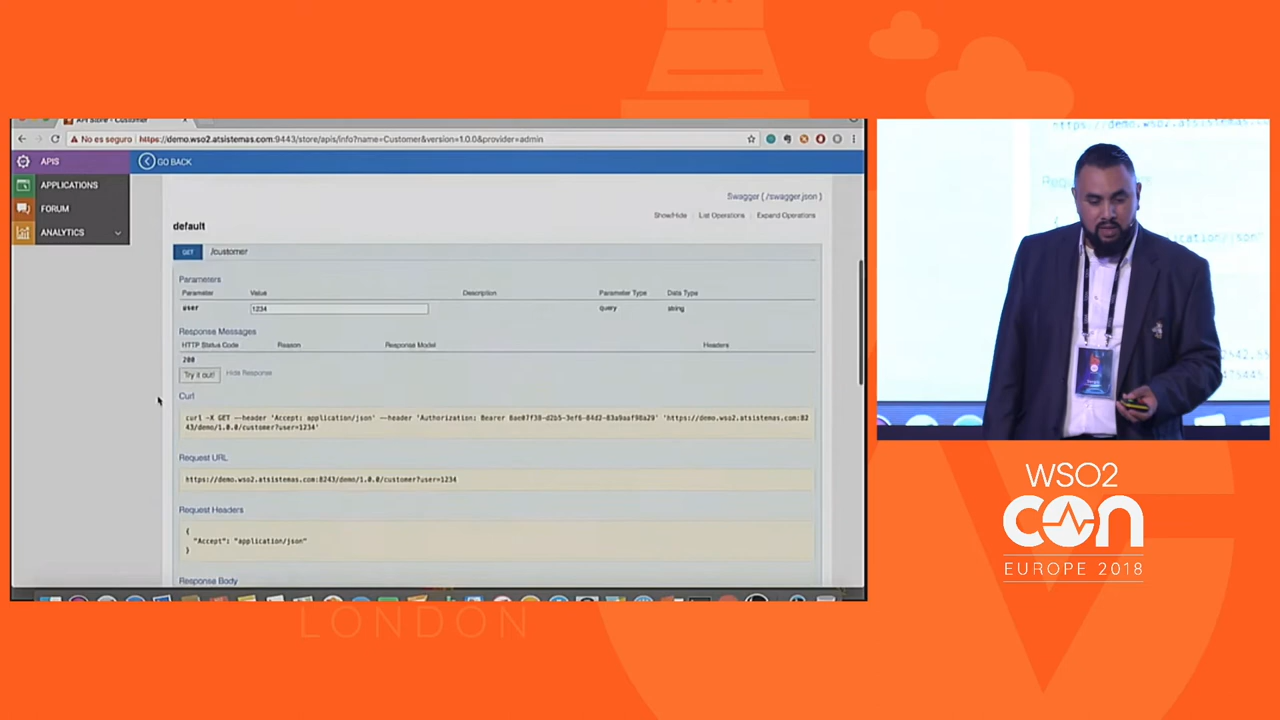 API Store - Customer
No es seguro https://demo.wso2.atsistemas.com:9443/store/apis/info?name=Customer&version=1.0.0&provider=admin
APIS
GO BACK
APPLICATIONS
FORUM
ANALYTICS
Swagger ( /swagger.json )
Show/Hide List Operations Expand Operations
default
GET /customer
Parameters
Parameter Value Description Parameter Type Data Type
user 1234 query string
Response Messages
HTTP Status Code Reason Response Model Headers
200
Try it out! Hide Response
Curl
curl -X GET --header 'Accept: application/json' --header 'Authorization: Bearer 8ae07f38-d2b5-3ef6-84d2-83a9aaf98a29' 'https://demo.wso2.atsistemas.com:82
43/demo/1.0.0/customer?user=1234'
Request URL
https://demo.wso2.atsistemas.com:8243/demo/1.0.0/customer?user=1234
Request Headers
{
"Accept": "application/json"
}
Response Body
WSO2
CON
EUROPE 2018
LONDON